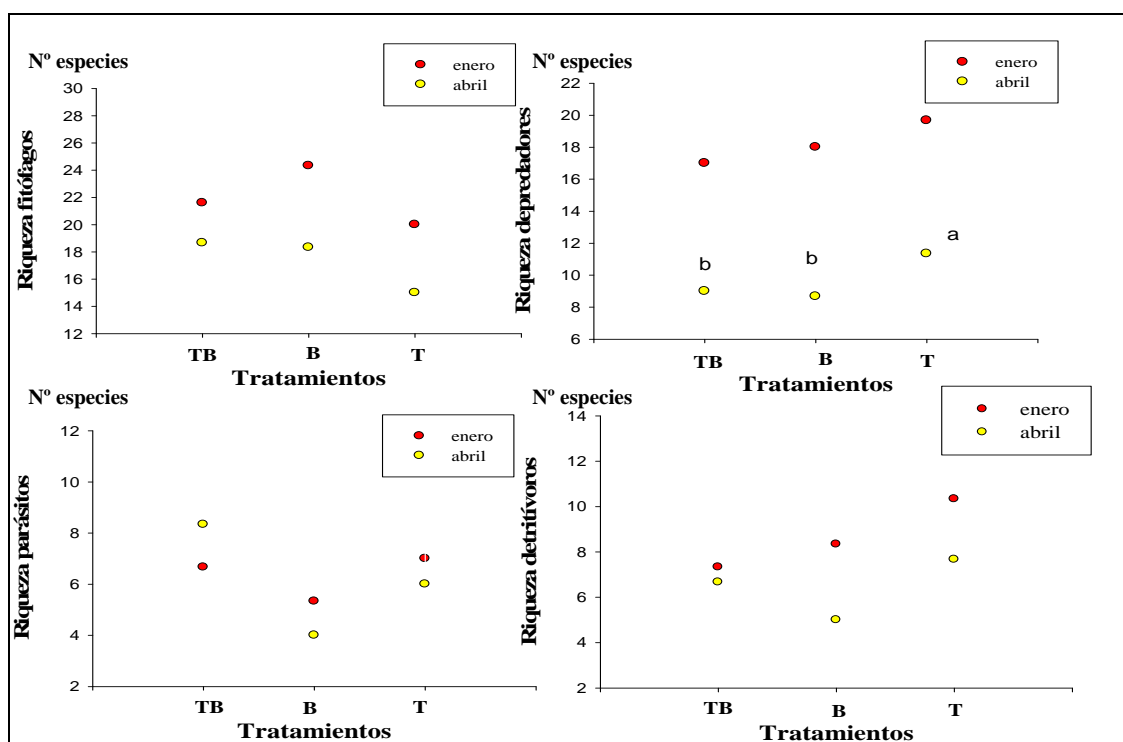 Nº especies
enero
abril
Riqueza fitófagos
30
28
26
24
22
20
18
16
14
12
TB B T
Tratamientos
Nº especies
enero
abril
Riqueza depredadores
22
20
18
16
14
12
10
8
6
b b a
TB B T
Tratamientos
Nº especies
enero
abril
Riqueza parásitos
12
10
8
6
4
2
TB B T
Tratamientos
Nº especies
enero
abril
Riqueza detritívoros
14
12
10
8
6
4
2
TB B T
Tratamientos